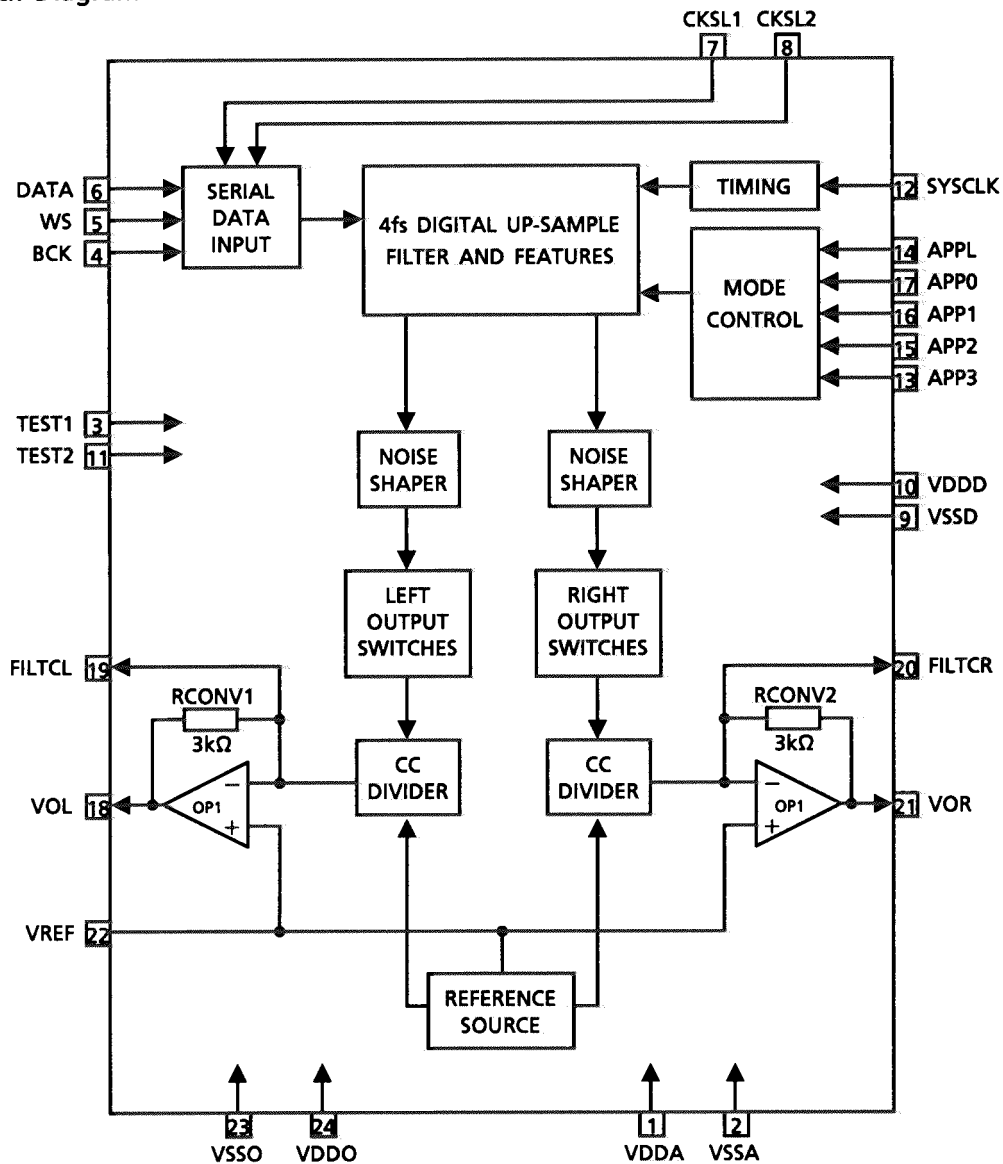 CKSL1 CKSL2
7 8
DATA 6
WS 5
BCK 4
SERIAL
DATA
INPUT
4fs DIGITAL UP-SAMPLE
FILTER AND FEATURES
TIMING
12 SYSCLK
MODE
CONTROL
14 APPL
17 APP0
16 APP1
15 APP2
13 APP3
TEST1 3
TEST2 11
NOISE
SHAPER
NOISE
SHAPER
10 VDDD
9 VSSD
LEFT
OUTPUT
SWITCHES
RIGHT
OUTPUT
SWITCHES
FILTCL 19
20 FILTCR
RCONV1
3kΩ
RCONV2
3kΩ
CC
DIVIDER
CC
DIVIDER
VOL 18
−
OP1
+
−
OP1
+
21 VOR
VREF 22
REFERENCE
SOURCE
23 24 1 2
VSSO VDDO VDDA VSSA